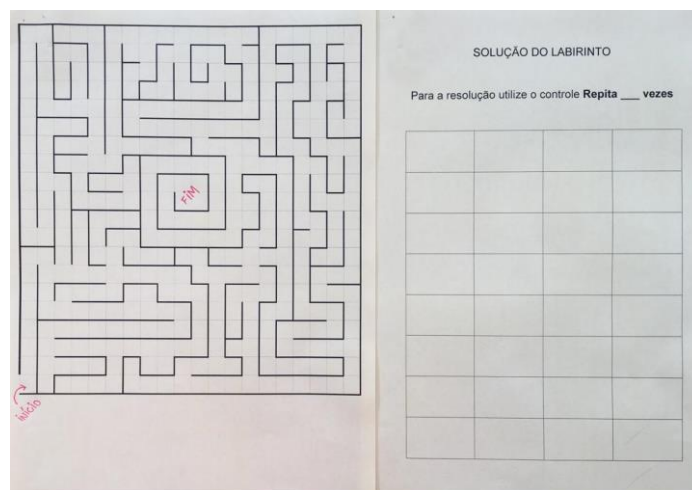 SOLUÇÃO DO LABIRINTO
Para a resolução utilize o controle Repita ___ vezes
FIM
INÍCIO